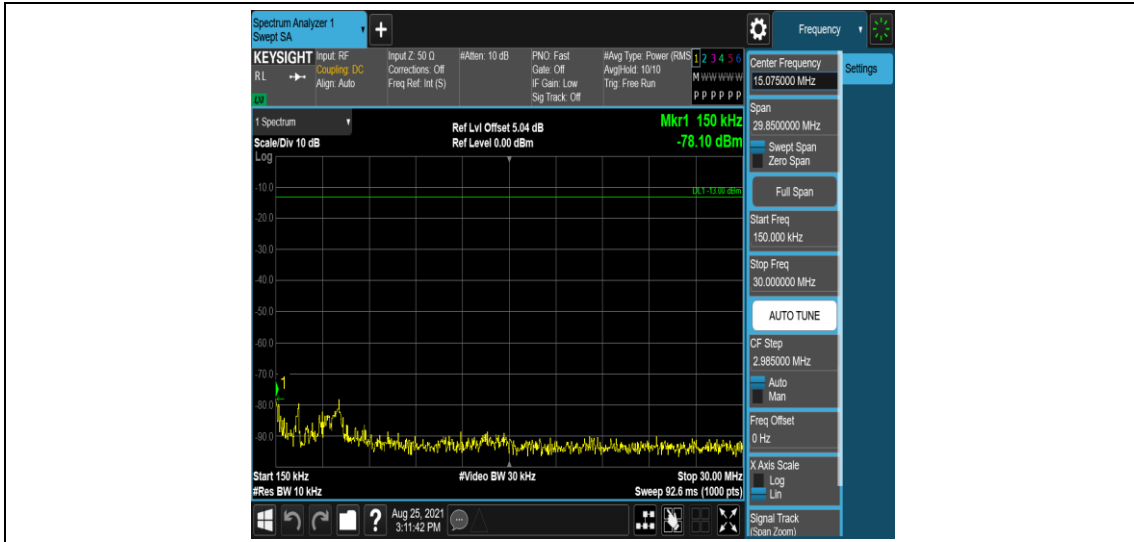 Spectrum Analyzer 1
Swept SA
Frequency
KEYSIGHT
RL
Input: RF
Coupling: DC
Align: Auto
Input Z: 50 Ω
Corrections: Off
Freq Ref: Int (S)
#Atten: 10 dB
PNO: Fast
Gate: Off
IF Gain: Low
Sig Track: Off
#Avg Type: Power (RMS
Avg|Hold: 10/10
Trig: Free Run
1 2 3 4 5 6
M W W W W W
P P P P P P
1 Spectrum
Scale/Div 10 dB
Log
Ref Lvl Offset 5.04 dB
Ref Level 0.00 dBm
Mkr1 150 kHz
-78.10 dBm
DL1 -13.00 dBm
-10.0
-20.0
-30.0
-40.0
-50.0
-60.0
-70.0
1
-80.0
-90.0
Start 150 kHz
#Video BW 30 kHz
Stop 30.00 MHz
#Res BW 10 kHz
Sweep 92.6 ms (1000 pts)
?
Aug 25, 2021
3:11:42 PM
Center Frequency
15.075000 MHz
Settings
Span
29.8500000 MHz
Swept Span
Zero Span
Full Span
Start Freq
150.000 kHz
Stop Freq
30.000000 MHz
AUTO TUNE
CF Step
2.985000 MHz
Auto
Man
Freq Offset
0 Hz
X Axis Scale
Log
Lin
Signal Track
(Span Zoom)